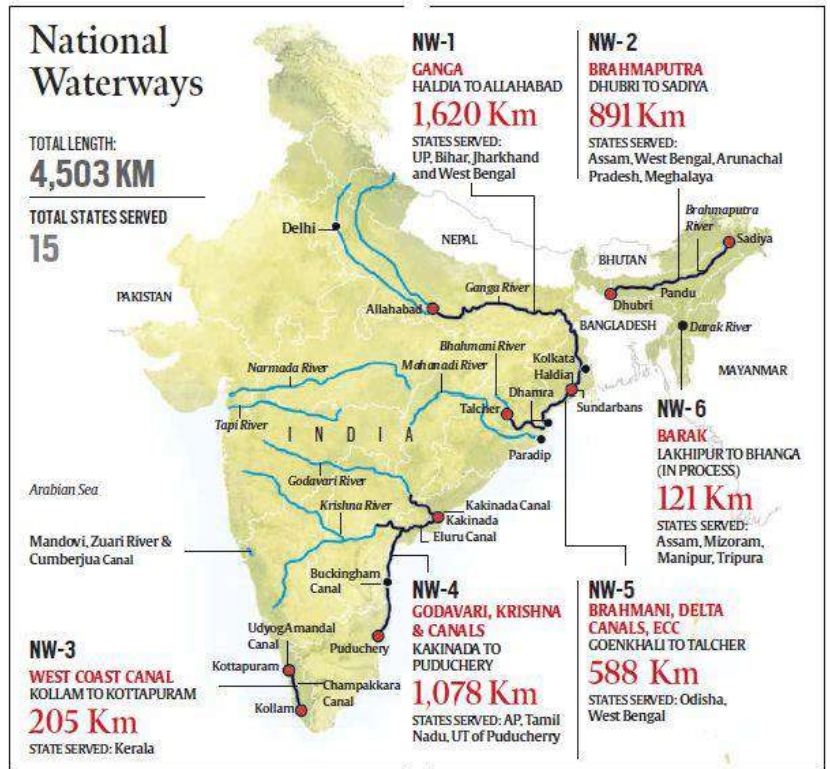 National
Waterways
TOTAL LENGTH:
4,503 KM
TOTAL STATES SERVED
15
NW-1
GANGA
HALDIA TO ALLAHABAD
1,620 Km
STATES SERVED:
UP, Bihar, Jharkhand
and West Bengal
NW- 2
BRAHMAPUTRA
DHUBRI TO SADIYA
891 Km
STATES SERVED:
Assam, West Bengal, Arunachal
Pradesh, Meghalaya
Brahmaputra
River
Sadiya
Delhi
NEPAL
BHUTAN
PAKISTAN
Ganga River
Pandu
Dhubri
Allahabad
BANGLADESH
Darak River
Bhahmani River
Kolkata
Narmada River
Mahanadi River
Haldia
MAYANMAR
Dhamra
Talcher
Sundarbans
Tapi River
INDIA
Paradip
NW- 6
BARAK
LAKHIPUR TO BHANGA
(IN PROCESS)
121 Km
STATES SERVED:
Assam, Mizoram,
Manipur, Tripura
Godavari River
Arabian Sea
Krishna River
Kakinada Canal
Kakinada
Eluru Canal
Mandovi, Zuari River &
Cumberjua Canal
Buckingham
Canal
NW-4
GODAVARI, KRISHNA
& CANALS
KAKINADA TO
PUDUCHERY
1,078 Km
STATES SERVED: AP, Tamil
Nadu, UT of Puducherry
NW-5
BRAHMANI, DELTA
CANALS, ECC
GOENKHALI TO TALCHER
588 Km
STATES SERVED: Odisha,
West Bengal
UdyogAmandal
Canal
Puduchery
Kottapuram
Champakkara
Canal
Kollam
NW-3
WEST COAST CANAL
KOLLAM TO KOTTAPURAM
205 Km
STATE SERVED: Kerala